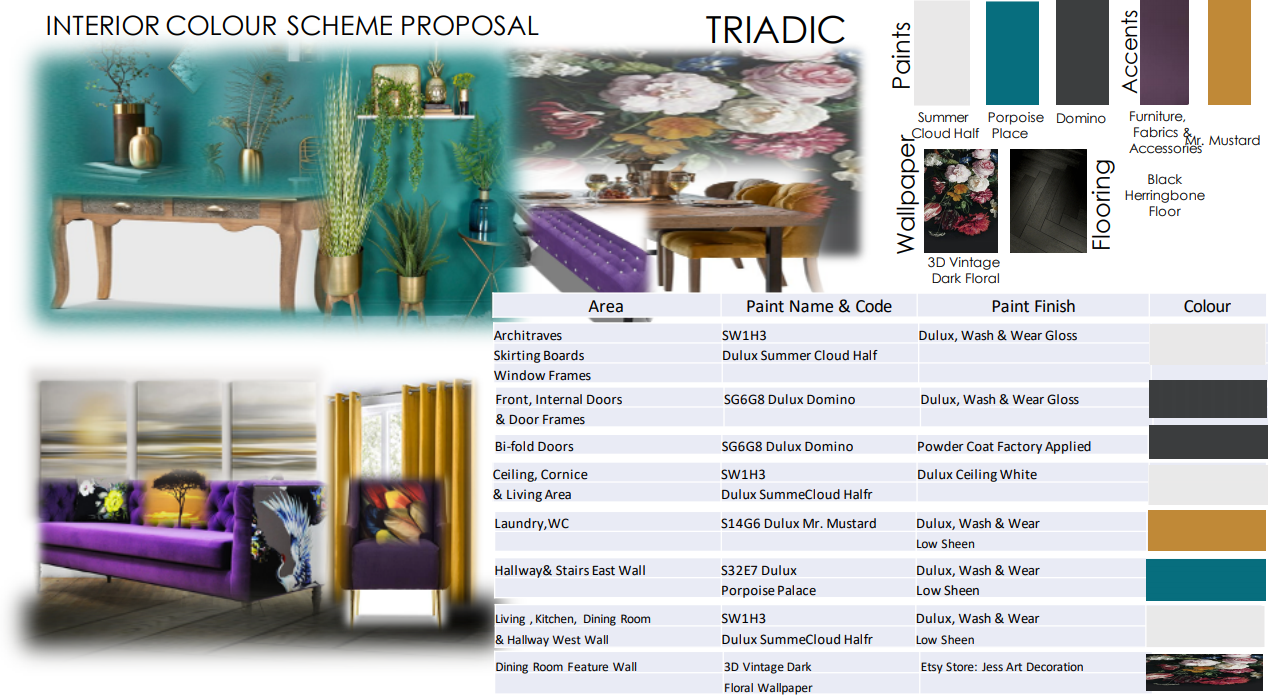 INTERIOR COLOUR SCHEME PROPOSAL
TRIADIC
Paints
Accents
Summer
Cloud Half
Porpoise
Place
Domino
Furniture,
Fabrics &
Accessories
Mr. Mustard
Wallpaper
Flooring
Black
Herringbone
Floor
3D Vintage
Dark Floral
Area Paint Name & Code Paint Finish Colour
Architraves SW1H3 Dulux, Wash & Wear Gloss
Skirting Boards Dulux Summer Cloud Half
Window Frames
Front, Internal Doors SG6G8 Dulux Domino Dulux, Wash & Wear Gloss
& Door Frames
Bi-fold Doors SG6G8 Dulux Domino Powder Coat Factory Applied
Ceiling, Cornice SW1H3 Dulux Ceiling White
& Living Area Dulux SummeCloud Halfr
Laundry,WC S14G6 Dulux Mr. Mustard Dulux, Wash & Wear
Low Sheen
Hallway& Stairs East Wall S32E7 Dulux Dulux, Wash & Wear
Porpoise Palace Low Sheen
Living , Kitchen, Dining Room SW1H3 Dulux, Wash & Wear
& Hallway West Wall Dulux SummeCloud Halfr Low Sheen
Dining Room Feature Wall 3D Vintage Dark Etsy Store: Jess Art Decoration
Floral Wallpaper